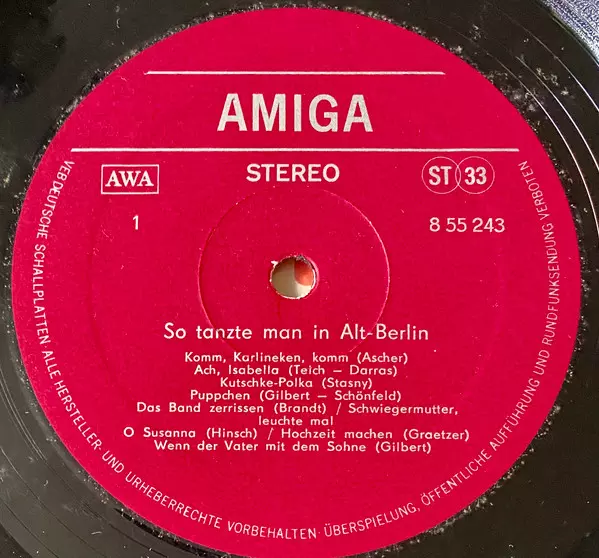 AMIGA
AWA STEREO ST 33
1 8 55 243
So tanzte man in Alt-Berlin
Komm, Karlineken, komm (Ascher)
Ach, Isabella (Teich – Darras)
Kutschke-Polka (Stasny)
Puppchen (Gilbert – Schönfeld)
Das Band zerrissen (Brandt) / Schwiegermutter,
leuchte mal
O Susanna (Hinsch) / Hochzeit machen (Graetzer)
Wenn der Vater mit dem Sohne (Gilbert)
VEB DEUTSCHE SCHALLPLATTEN ALLE HERSTELLER- UND URHEBERRECHTE VORBEHALTEN · ÜBERSPIELUNG, ÖFFENTLICHE AUFFÜHRUNG UND RUNDFUNKSENDUNG VERBOTEN